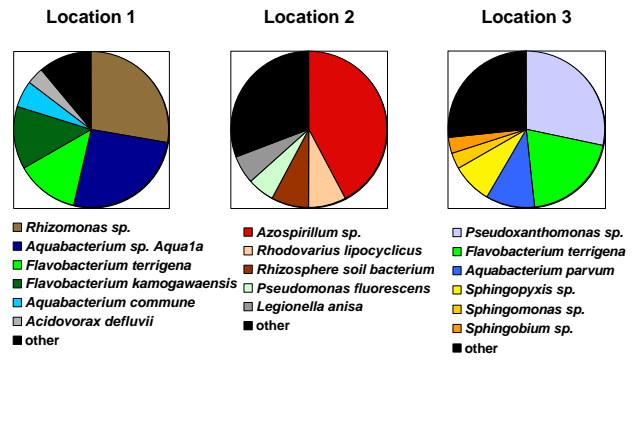 Location 1
Rhizomonas sp.
Aquabacterium sp. Aqua1a
Flavobacterium terrigena
Flavobacterium kamogawaensis
Aquabacterium commune
Acidovorax defluvii
other
Location 2
Azospirillum sp.
Rhodovarius lipocyclicus
Rhizosphere soil bacterium
Pseudomonas fluorescens
Legionella anisa
other
Location 3
Pseudoxanthomonas sp.
Flavobacterium terrigena
Aquabacterium parvum
Sphingopyxis sp.
Sphingomonas sp.
Sphingobium sp.
other